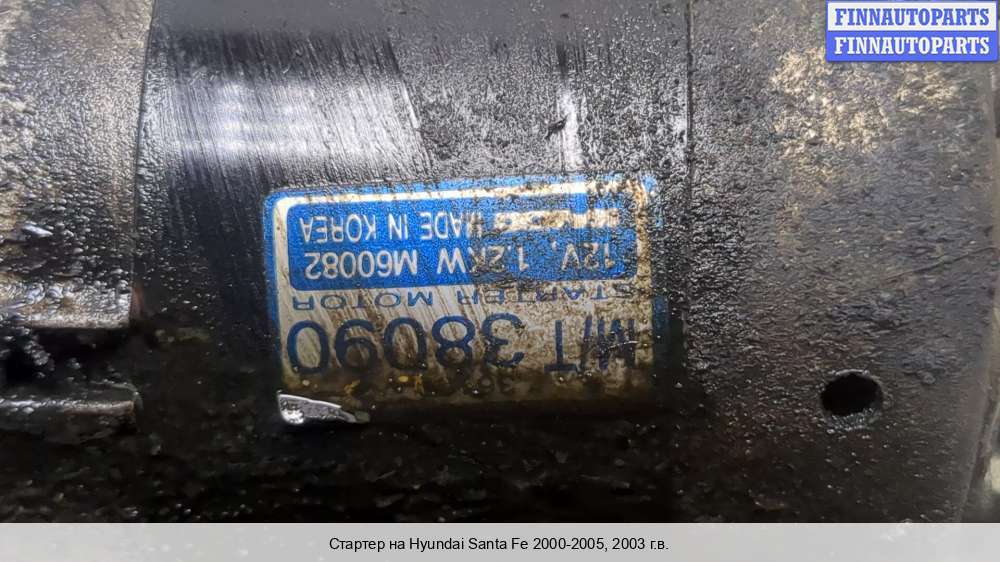 FINNAUTOPARTS
FINNAUTOPARTS
M/T 38090
STARTER MOTOR
12V, 1.2KW M60082
MADE IN KOREA
Стартер на Hyundai Santa Fe 2000-2005, 2003 г.в.